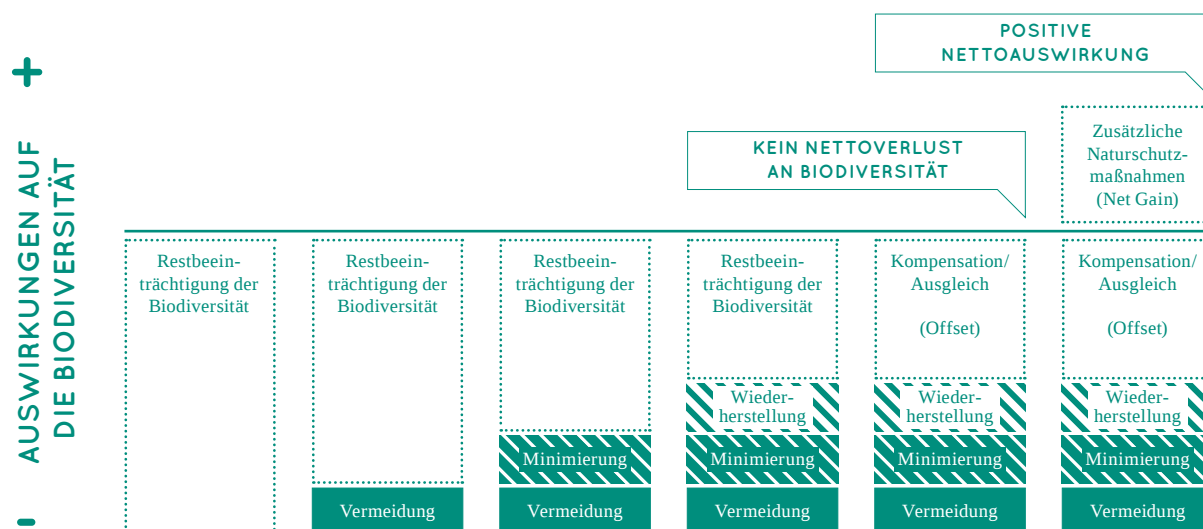 +
AUSWIRKUNGEN AUF
DIE BIODIVERSITÄT
-
POSITIVE
NETTOAUSWIRKUNG
KEIN NETTOVERLUST
AN BIODIVERSITÄT
Zusätzliche
Naturschutz-
maßnahmen
(Net Gain)
Restbeein-
trächtigung der
Biodiversität
Restbeein-
trächtigung der
Biodiversität
Vermeidung
Restbeein-
trächtigung der
Biodiversität
Minimierung
Vermeidung
Restbeein-
trächtigung der
Biodiversität
Wieder-
herstellung
Minimierung
Vermeidung
Kompensation/
Ausgleich
(Offset)
Wieder-
herstellung
Minimierung
Vermeidung
Kompensation/
Ausgleich
(Offset)
Wieder-
herstellung
Minimierung
Vermeidung